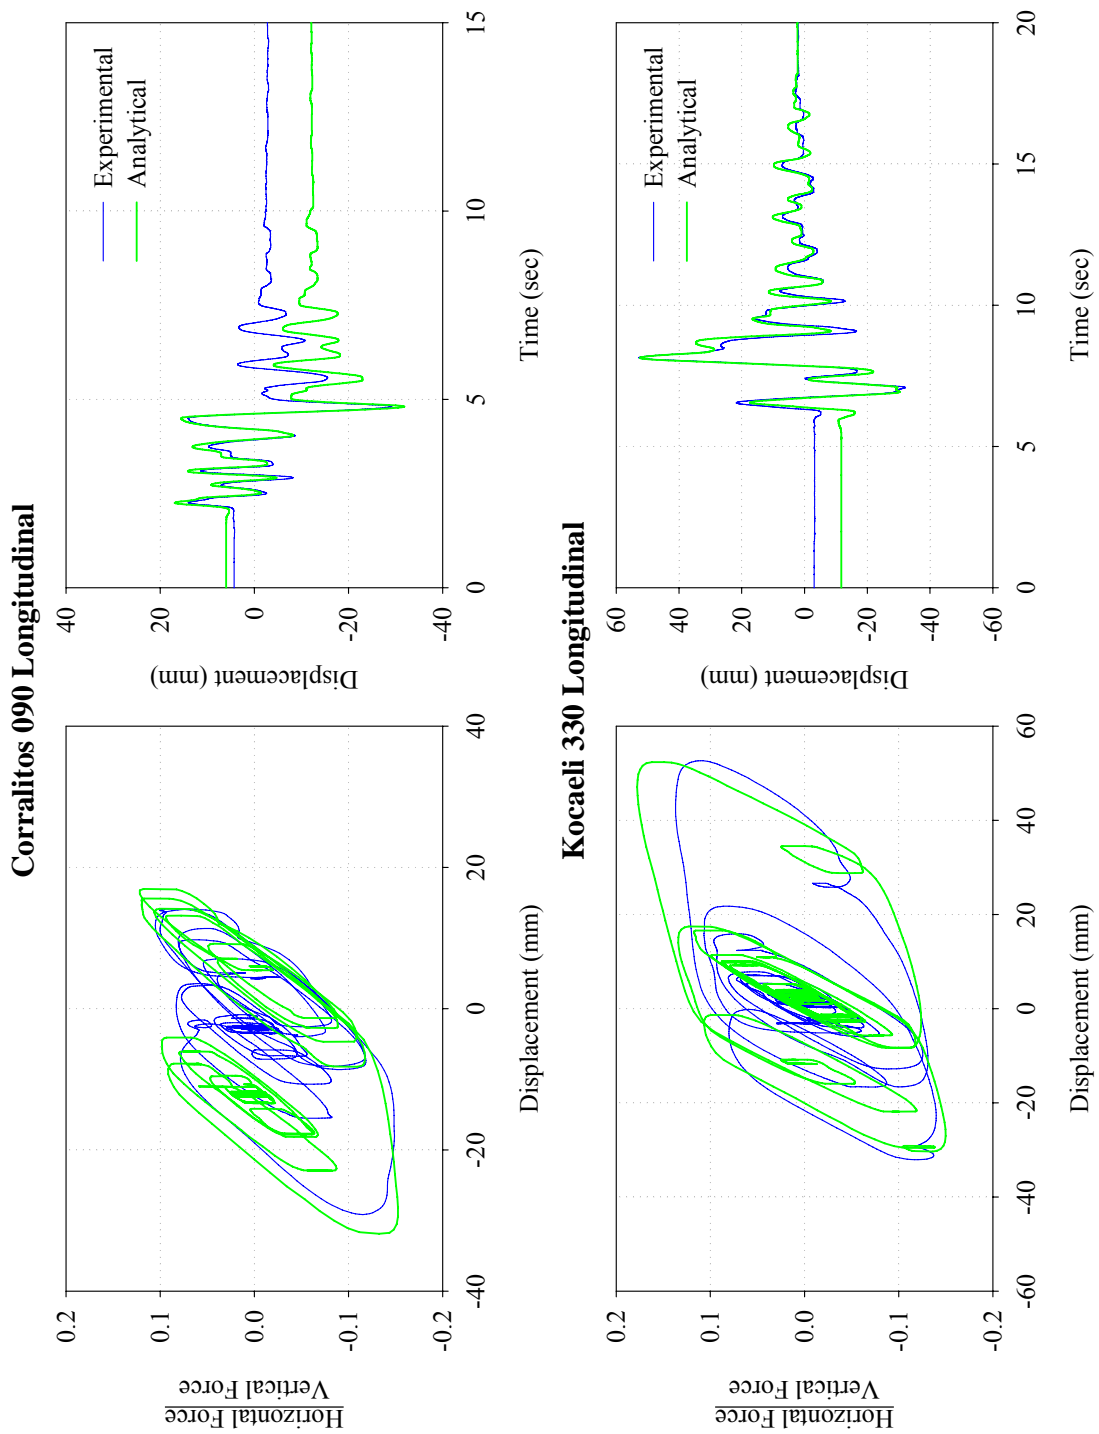 Corralitos 090 Longitudinal
0.2
0.1
0.0
-0.1
-0.2
Horizontal Force
Vertical Force
-40
-20
0
20
40
Displacement (mm)
40
20
0
-20
-40
Displacement (mm)
Experimental
Analytical
0
5
10
15
Time (sec)
Kocaeli 330 Longitudinal
0.2
0.1
0.0
-0.1
-0.2
Horizontal Force
Vertical Force
-60
-40
-20
0
20
40
60
Displacement (mm)
60
40
20
0
-20
-40
-60
Displacement (mm)
Experimental
Analytical
0
5
10
15
20
Time (sec)